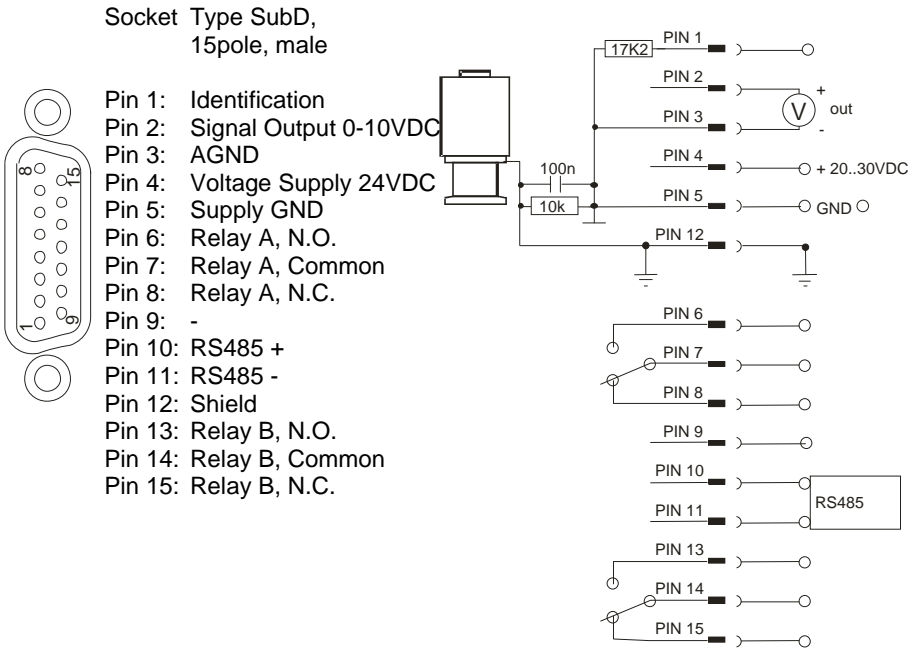 Socket Type SubD,
15pole, male
Pin 1: Identification
Pin 2: Signal Output 0-10VDC
Pin 3: AGND
Pin 4: Voltage Supply 24VDC
Pin 5: Supply GND
Pin 6: Relay A, N.O.
Pin 7: Relay A, Common
Pin 8: Relay A, N.C.
Pin 9: -
Pin 10: RS485 +
Pin 11: RS485 -
Pin 12: Shield
Pin 13: Relay B, N.O.
Pin 14: Relay B, Common
Pin 15: Relay B, N.C.
8
15
1
9
17K2
PIN 1
PIN 2
+
V
out
PIN 3
-
100n
PIN 4
+ 20..30VDC
10k
PIN 5
GND
PIN 12
PIN 6
PIN 7
PIN 8
PIN 9
PIN 10
RS485
PIN 11
PIN 13
PIN 14
PIN 15